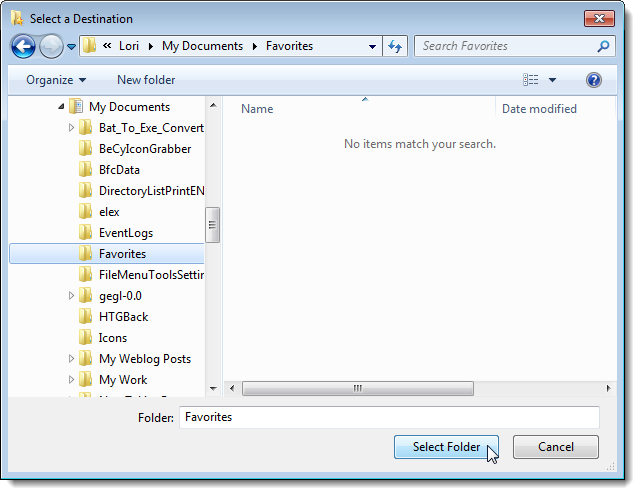 Select a Destination
« Lori My Documents Favorites Search Favorites
Organize New folder ?
My Documents
Name Date modified
Bat_To_Exe_Convert
BeCyIconGrabber
No items match your search.
BfcData
DirectoryListPrintEN
elex
EventLogs
Favorites
FileMenuToolsSettin
gegl-0.0
HTGBack
Icons
My Weblog Posts
My Work
Folder: Favorites
Select Folder Cancel